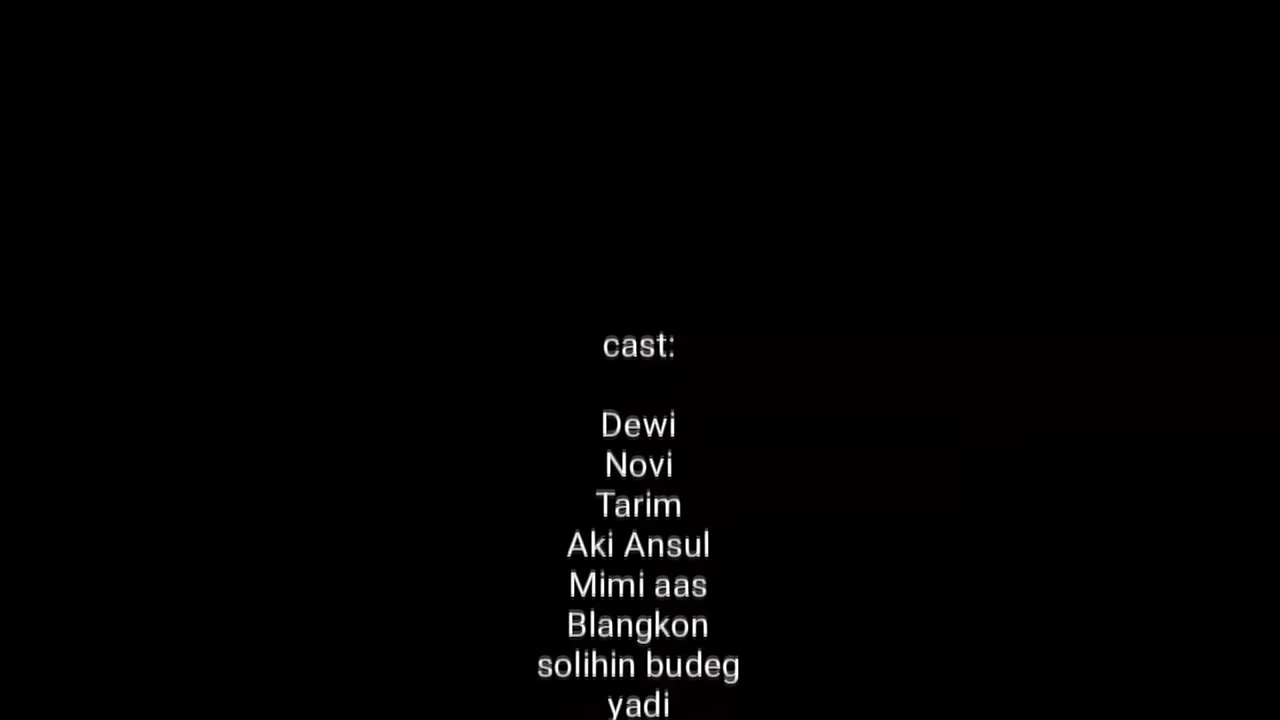 cast:
Dewi
Novi
Tarim
Aki Ansul
Mimi aas
Blangkon
solihin budeg
yadi